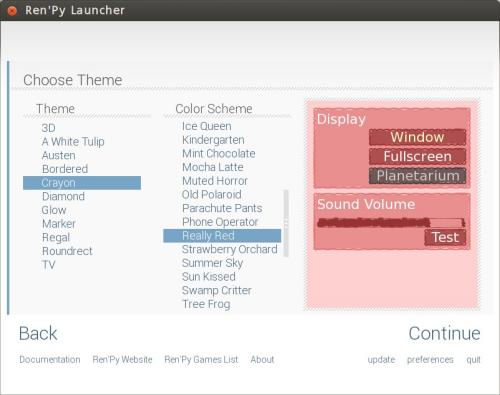 Ren'Py Launcher
Choose Theme
Theme
3D
A White Tulip
Austen
Bordered
Crayon
Diamond
Glow
Marker
Regal
Roundrect
TV
Color Scheme
Ice Queen
Kindergarten
Mint Chocolate
Mocha Latte
Muted Horror
Old Polaroid
Parachute Pants
Phone Operator
Really Red
Strawberry Orchard
Summer Sky
Sun Kissed
Swamp Critter
Tree Frog
Display
Window
Fullscreen
Planetarium
Sound Volume
Test
Back
Continue
Documentation Ren'Py Website Ren'Py Games List About
update preferences quit